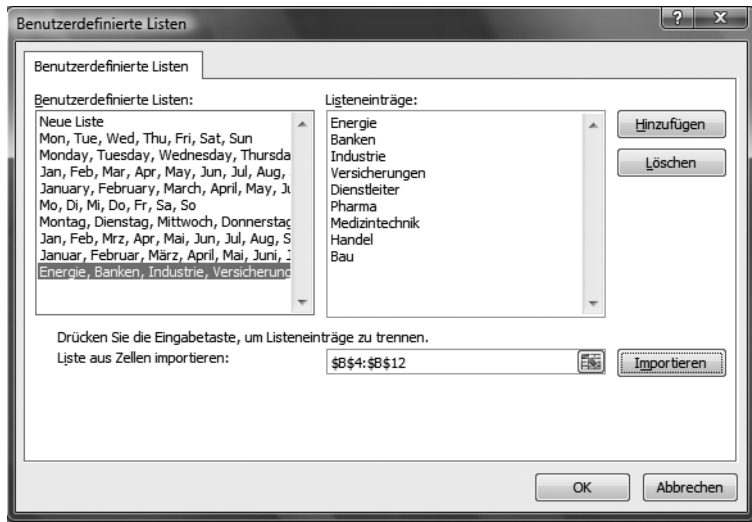 Benutzerdefinierte Listen
? X
Benutzerdefinierte Listen
Benutzerdefinierte Listen:
Neue Liste
Mon, Tue, Wed, Thu, Fri, Sat, Sun
Monday, Tuesday, Wednesday, Thursda
Jan, Feb, Mar, Apr, May, Jun, Jul, Aug,
January, February, March, April, May, Ju
Mo, Di, Mi, Do, Fr, Sa, So
Montag, Dienstag, Mittwoch, Donnerstag
Jan, Feb, Mrz, Apr, Mai, Jun, Jul, Aug, S
Januar, Februar, März, April, Mai, Juni, J
Energie, Banken, Industrie, Versicherung
Listeneinträge:
Energie
Banken
Industrie
Versicherungen
Dienstleiter
Pharma
Medizintechnik
Handel
Bau
Hinzufügen
Löschen
Drücken Sie die Eingabetaste, um Listeneinträge zu trennen.
Liste aus Zellen importieren:
$B$4:$B$12
Importieren
OK
Abbrechen